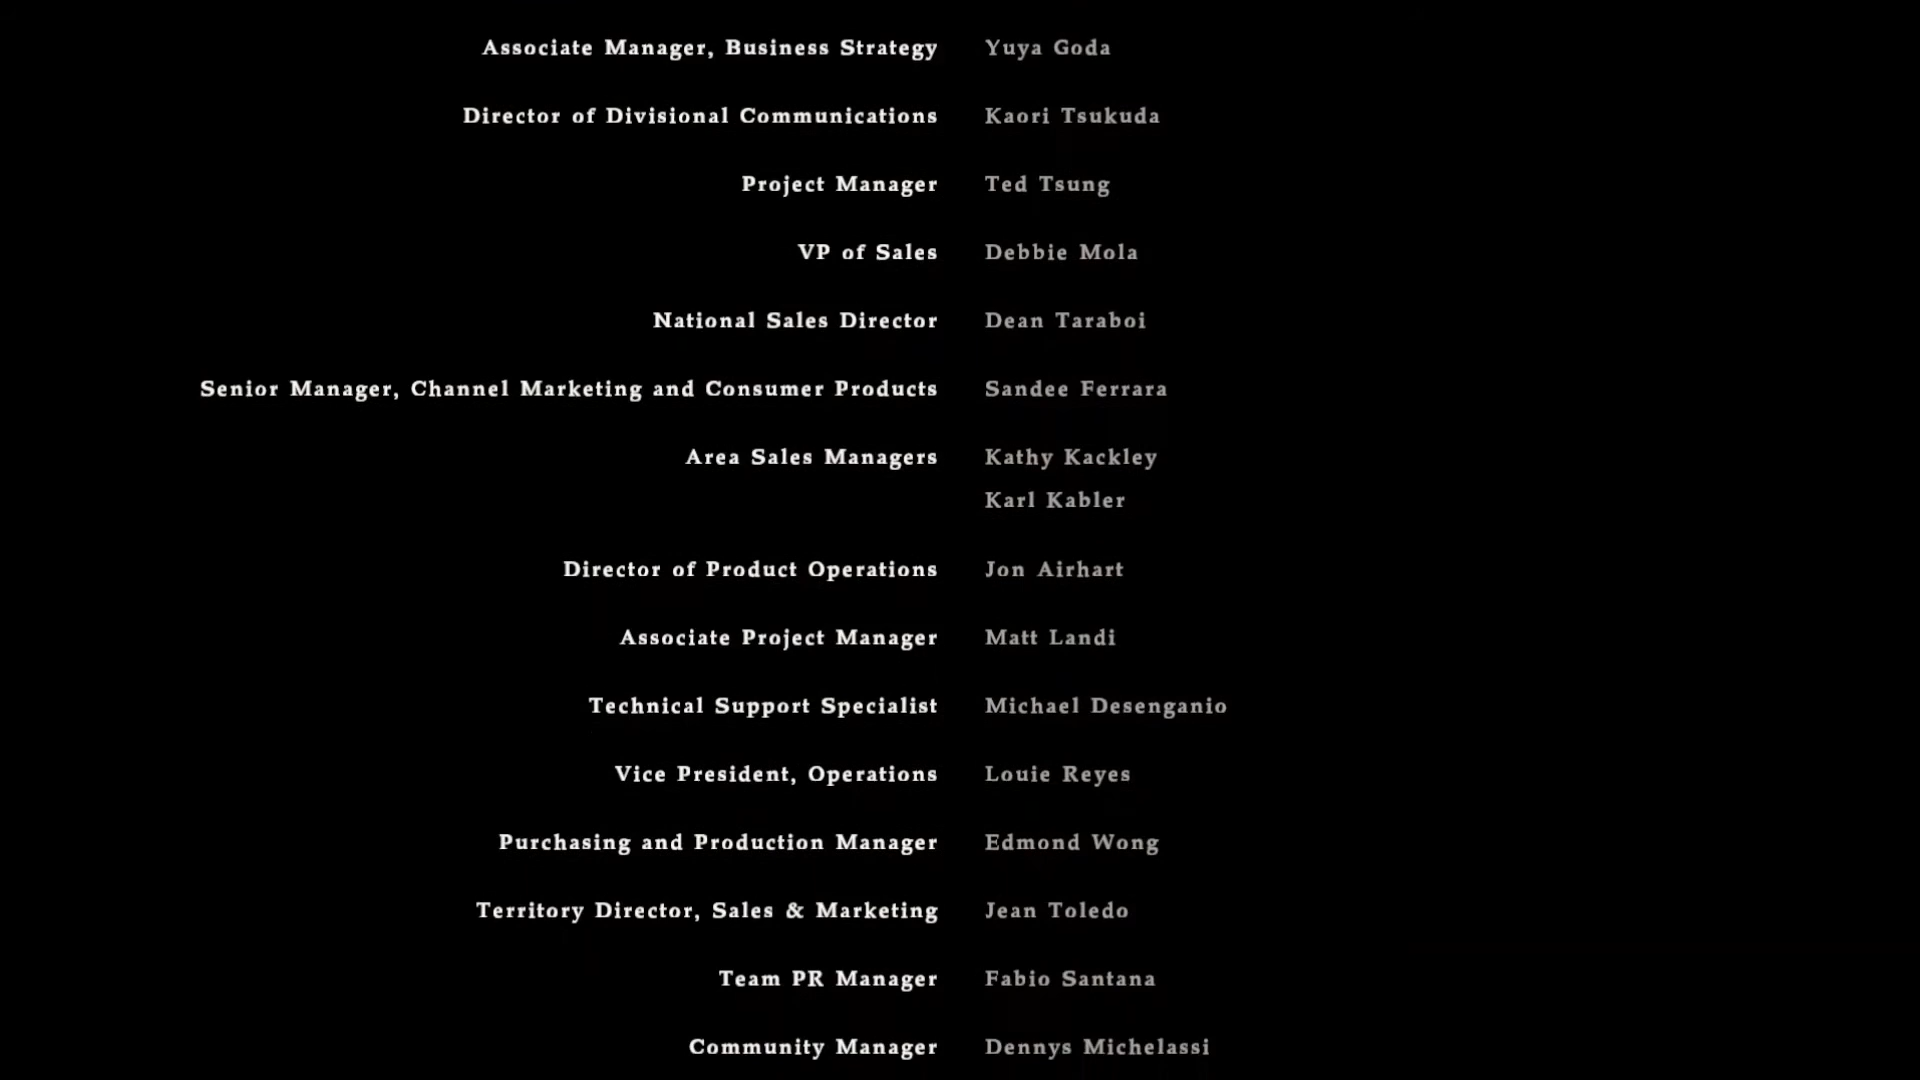 Associate Manager, Business Strategy Yuya Goda
Director of Divisional Communications Kaori Tsukuda
Project Manager Ted Tsung
VP of Sales Debbie Mola
National Sales Director Dean Taraboi
Senior Manager, Channel Marketing and Consumer Products Sandee Ferrara
Area Sales Managers Kathy Kackley
Karl Kabler
Director of Product Operations Jon Airhart
Associate Project Manager Matt Landi
Technical Support Specialist Michael Desenganio
Vice President, Operations Louie Reyes
Purchasing and Production Manager Edmond Wong
Territory Director, Sales & Marketing Jean Toledo
Team PR Manager Fabio Santana
Community Manager Dennys Michelassi